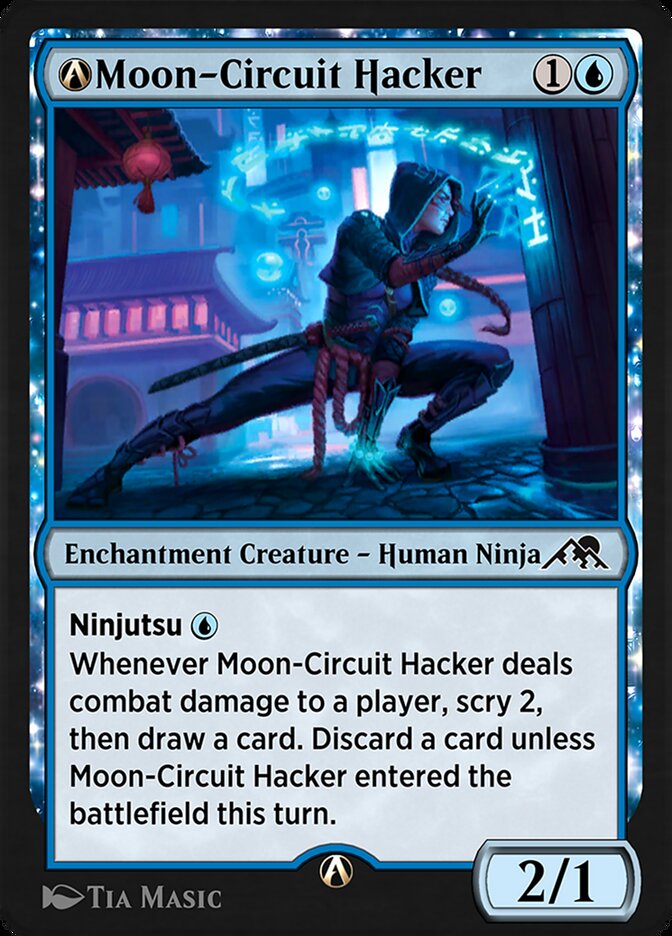 Moon-Circuit Hacker 1
Enchantment Creature – Human Ninja
Ninjutsu
Whenever Moon-Circuit Hacker deals
combat damage to a player, scry 2,
then draw a card. Discard a card unless
Moon-Circuit Hacker entered the
battlefield this turn.
2/1
Tia Masic